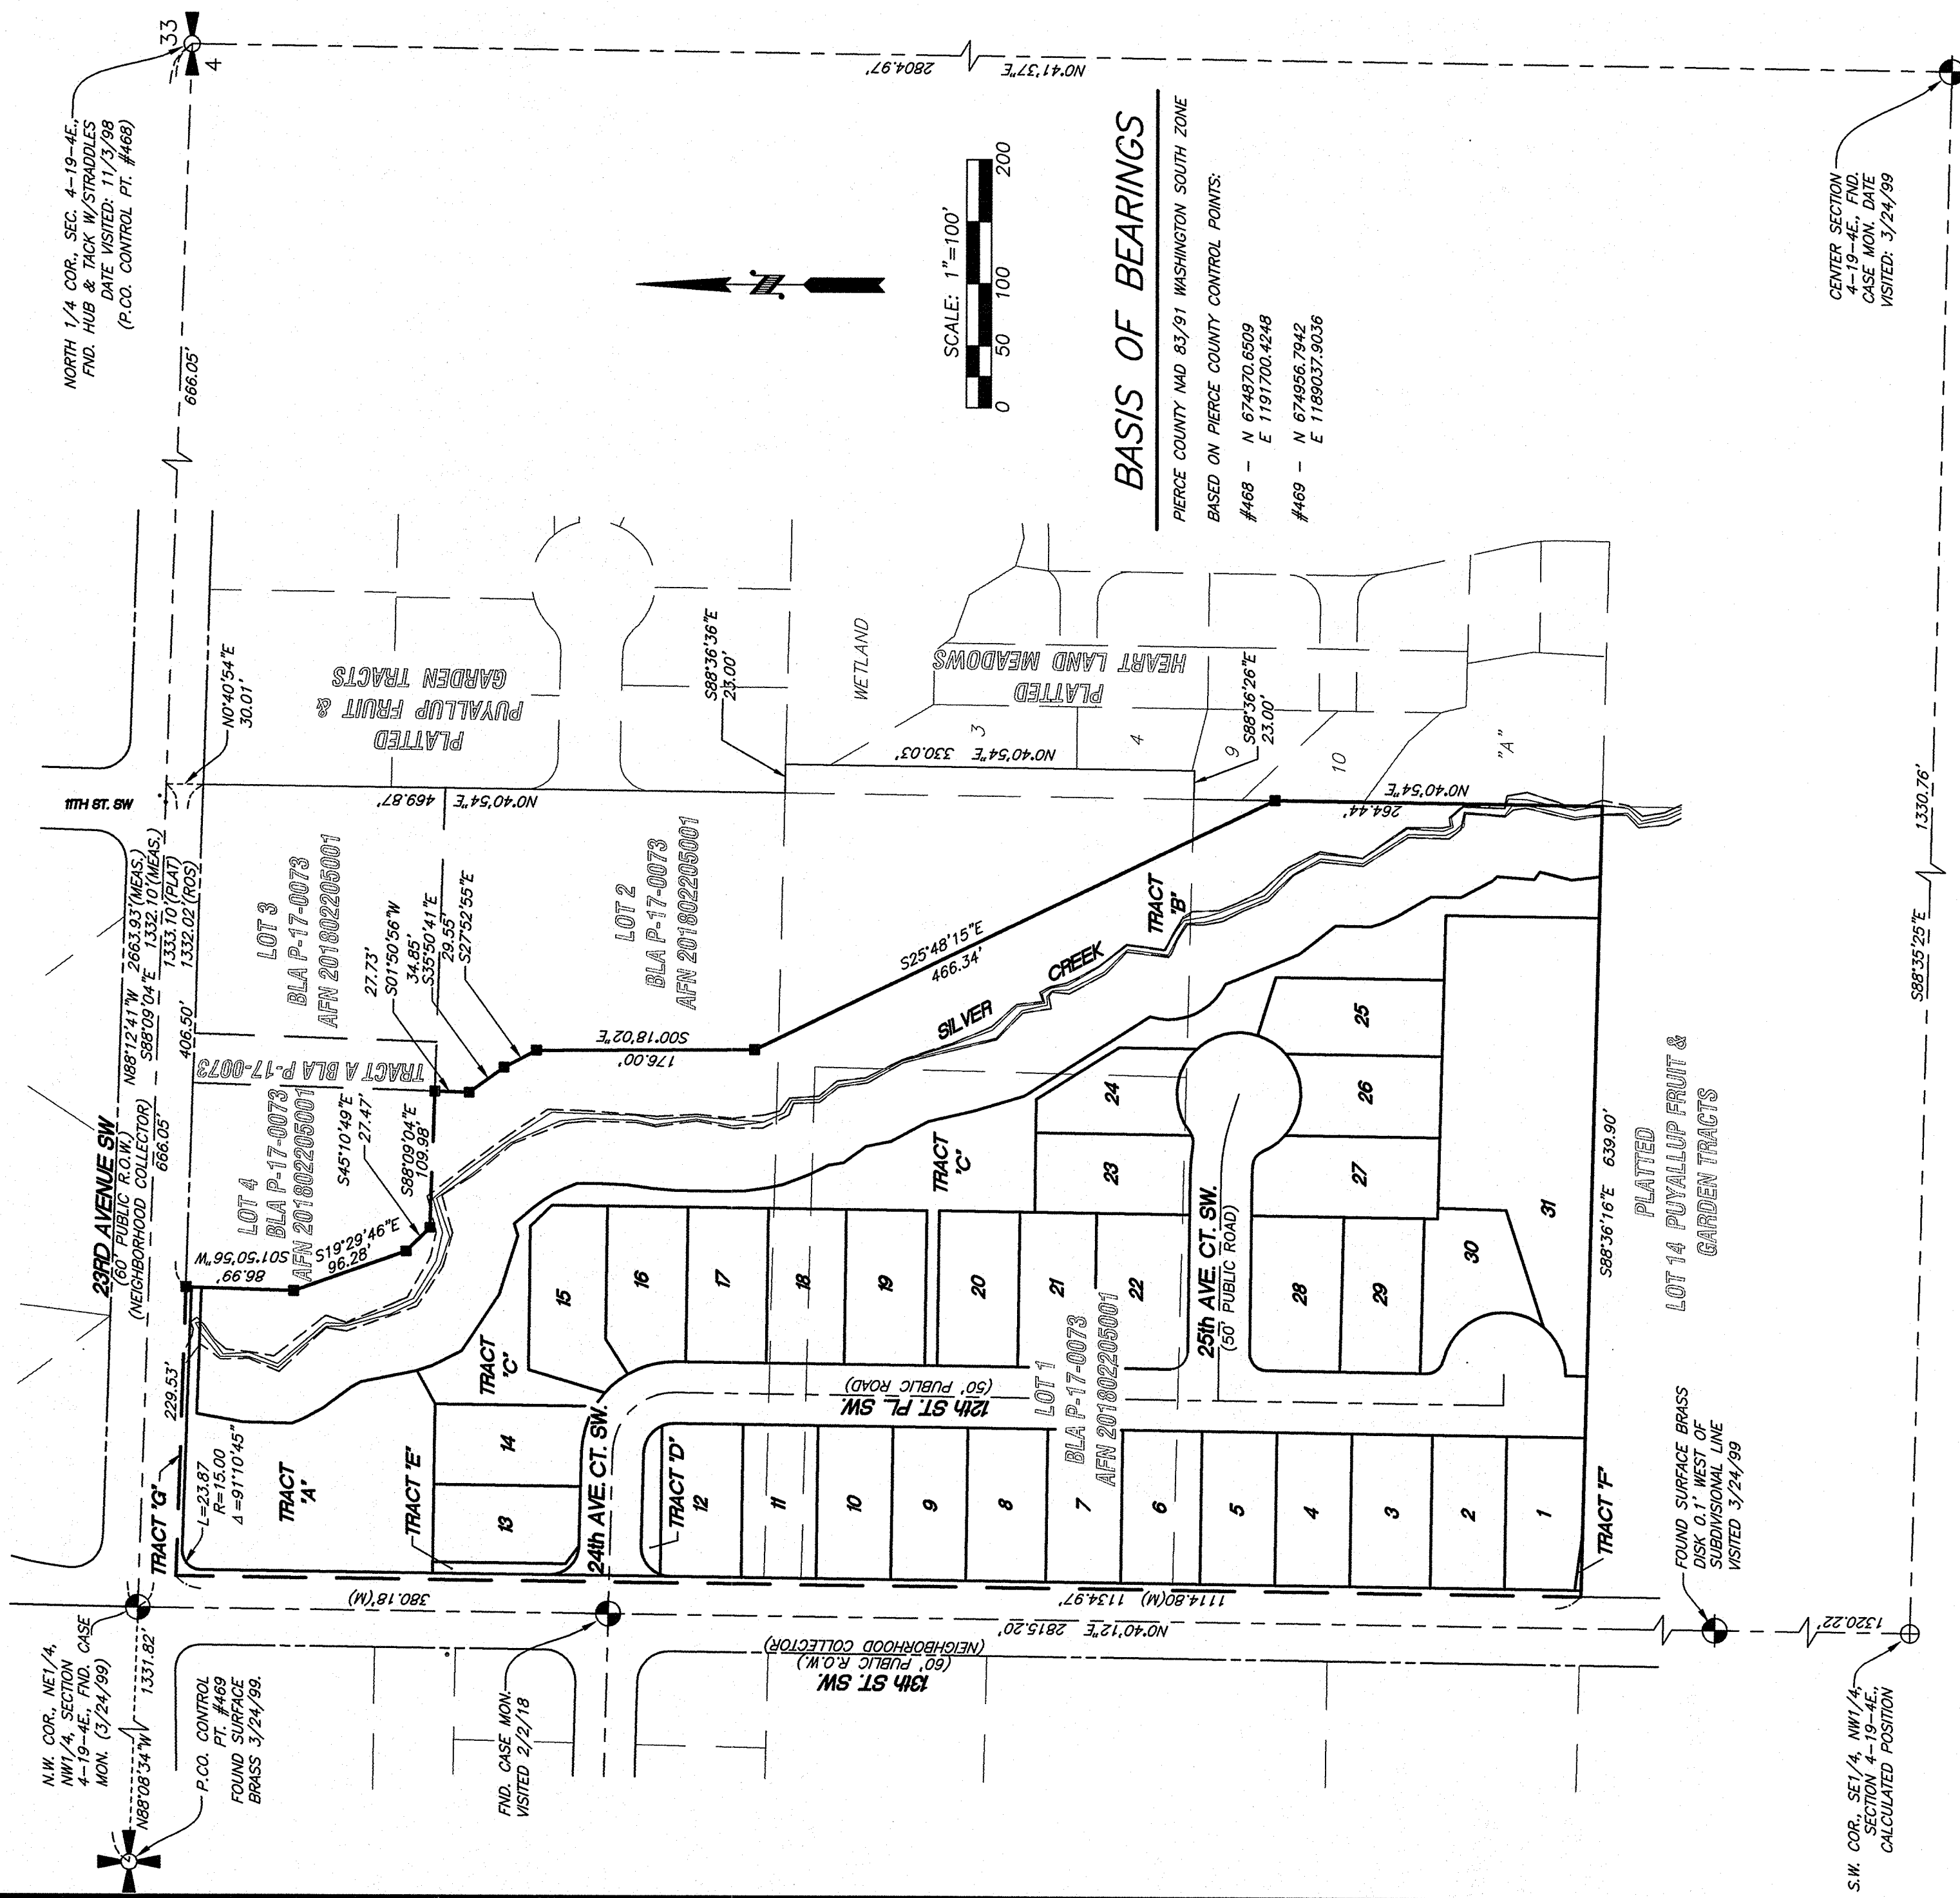 NORTH 1/4 COR., SEC. 4-19-4E.,
FND. HUB & TACK W/STRADDLES
DATE VISITED: 11/3/98
(P.CO. CONTROL PT. #468)
33
4
666.05'
2804.97'
N0°41'37"E
SCALE: 1"=100'
0
50
100
200
N
BASIS OF BEARINGS
PIERCE COUNTY NAD 83/91 WASHINGTON SOUTH ZONE
BASED ON PIERCE COUNTY CONTROL POINTS:
#468 - N 674870.6509
E 1191700.4248
#469 - N 674956.7942
E 1189037.9036
CENTER SECTION
4-19-4E., FND.
CASE MON. DATE
VISITED: 3/24/99
N0°40'54"E
30.01'
PLATTED
PUYALLUP FRUIT &
GARDEN TRACTS
S88°36'36"E
23.00'
WETLAND
PLATTED
HEART LAND MEADOWS
S88°36'26"E
23.00'
3
4
9
10
"A"
N0°40'54"E 330.03'
11TH ST. SW
N0°40'54"E 469.87'
N0°40'54"E
264.44'
N88°12'41"W 2663.93'(MEAS.)
S88°09'04"E 1332.10'(MEAS.)
1333.10'(PLAT)
1332.02'(ROS)
406.50'
LOT 3
BLA P-17-0073
AFN 201802205001
27.73'
S01°50'56"W
34.85'
S35°50'41"E
29.55'
S27°52'55"E
LOT 2
BLA P-17-0073
AFN 201802205001
S25°48'15"E
466.34'
SILVER
CREEK
TRACT
'B'
S00°18'02"E
176.00'
TRACT A BLA P-17-0073
23RD AVENUE SW
(60' PUBLIC R.O.W.)
(NEIGHBORHOOD COLLECTOR)
666.05'
LOT 4
BLA P-17-0073
AFN 201802205001
S45°10'49"E
27.47'
S88°09'04"E
109.98'
S01°50'56"W
86.99'
S19°29'46"E
96.28'
229.53'
L=23.87
R=15.00
Δ=91°10'45"
TRACT 'G'
TRACT
'A'
TRACT 'E'
TRACT
'C'
TRACT
'C'
TRACT 'D'
TRACT 'F'
24th AVE. CT. SW.
12th ST. PL. SW.
(50' PUBLIC ROAD)
25th AVE. CT. SW.
(50' PUBLIC ROAD)
LOT 1
BLA P-17-0073
AFN 201802205001
15
16
17
18
19
20
21
22
23
24
25
26
27
28
29
30
31
14
13
12
11
10
9
8
7
6
5
4
3
2
1
S88°36'16"E 639.90'
PLATTED
LOT 14 PUYALLUP FRUIT &
GARDEN TRACTS
S88°35'25"E
1330.76'
FOUND SURFACE BRASS
DISK 0.1' WEST OF
SUBDIVISIONAL LINE
VISITED 3/24/99
380.18'(M)
1114.80(M) 1134.97'
N0°40'12"E 2815.20'
(NEIGHBORHOOD COLLECTOR)
(60' PUBLIC R.O.W.)
13th ST. SW.
1320.22'
N.W. COR., NE1/4,
NW1/4, SECTION
4-19-4E., FND. CASE
MON. (3/24/99)
1331.82'
N88°08'34"W
P.CO. CONTROL
PT. #469
FOUND SURFACE
BRASS 3/24/99.
FND. CASE MON.
VISITED 2/2/18
S.W. COR., SE1/4, NW1/4,
SECTION 4-19-4E.,
CALCULATED POSITION